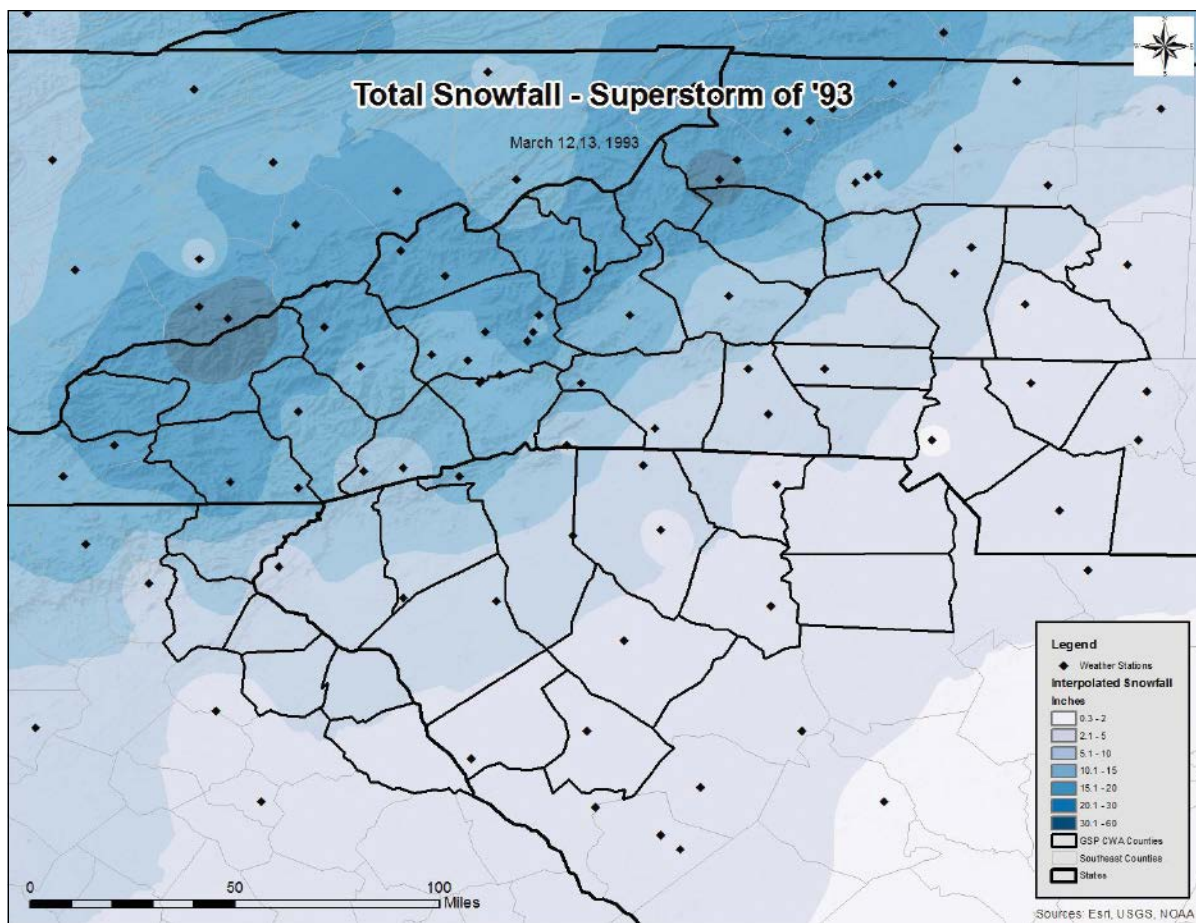 Total Snowfall - Superstorm of '93
March 12,13, 1993
N
W
E
S
Legend
Weather Stations
Interpolated Snowfall
Inches
0.3 - 2
2.1 - 5
5.1 - 10
10.1 - 15
15.1 - 20
20.1 - 30
30.1 - 60
GSP CWA Counties
Southeast Counties
States
0 50 100
Miles
Sources: Esri, USGS, NOAA